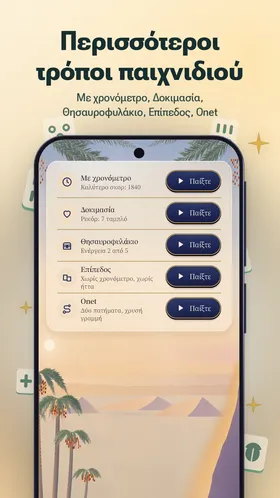 Περισσότεροι
τρόποι παιχνιδιού
Με χρονόμετρο, Δοκιμασία,
Θησαυροφυλάκιο, Επίπεδος, Onet
Με χρονόμετρο
Καλύτερο σκορ: 1840
Παίξτε
Δοκιμασία
Ρεκόρ: 7 ταμπλό
Παίξτε
Θησαυροφυλάκιο
Ενέργεια 2 από 5
Παίξτε
Επίπεδος
Χωρίς χρονόμετρο, χωρίς
ήττα
Παίξτε
Onet
Δύο πατήματα, χρυσή
γραμμή
Παίξτε